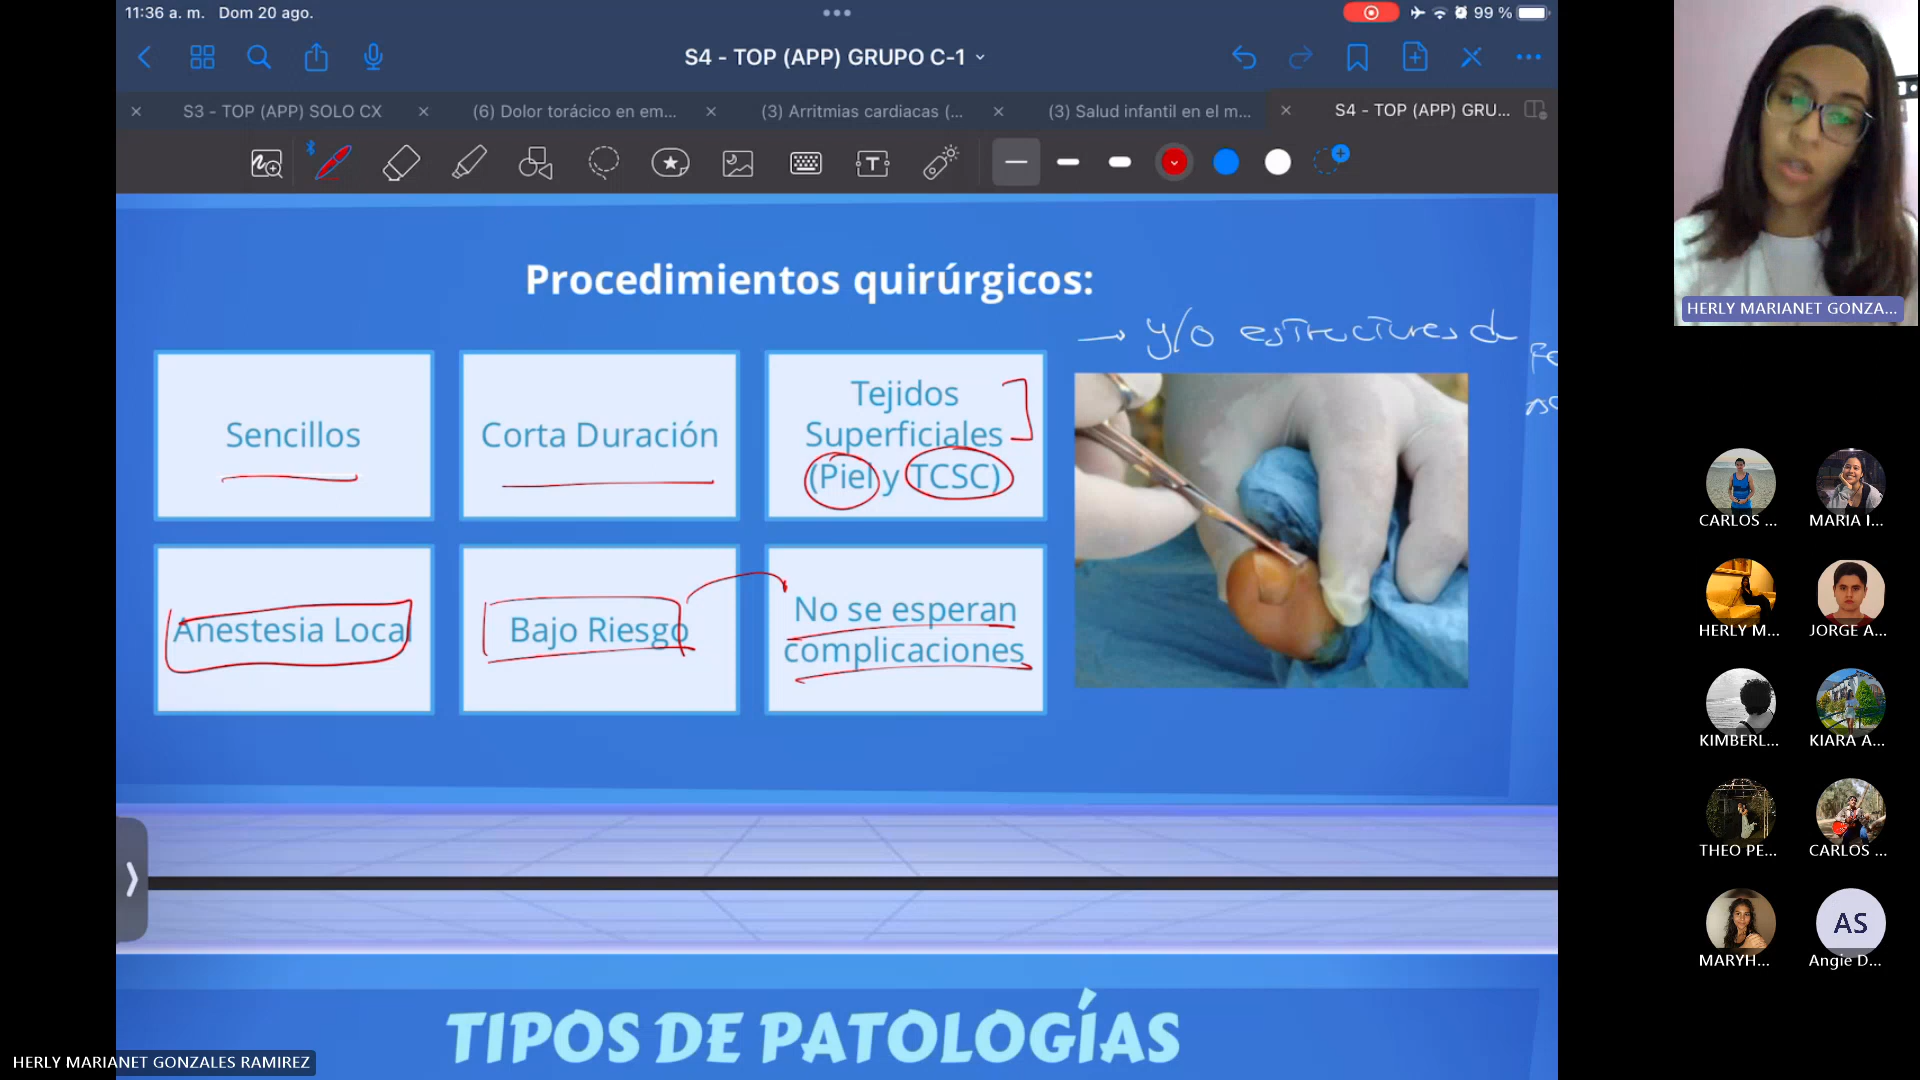 11:36 a. m. Dom 20 ago.
99 %
S4 - TOP (APP) GRUPO C-1
S3 - TOP (APP) SOLO CX
(6) Dolor torácico en em...
(3) Arritmias cardiacas (...
(3) Salud infantil en el m...
S4 - TOP (APP) GRU...
T
Procedimientos quirúrgicos:
→ y/o estructuras d
Sencillos
Corta Duración
Tejidos
Superficiales
(Piel y TCSC)
Anestesia Local
Bajo Riesgo
No se esperan
complicaciones
TIPOS DE PATOLOGÍAS
HERLY MARIANET GONZALES RAMIREZ
HERLY MARIANET GONZA...
CARLOS ...
MARIA I...
HERLY M...
JORGE A...
KIMBERL...
KIARA A...
THEO PE...
CARLOS ...
MARYH...
AS
Angie D...